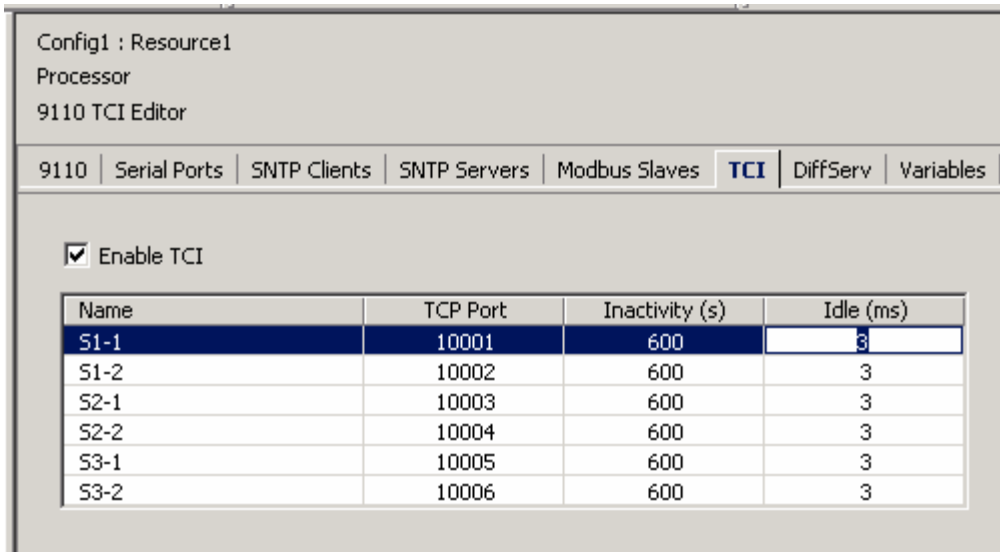 Config1 : Resource1
Processor
9110 TCI Editor
9110 Serial Ports SNTP Clients SNTP Servers Modbus Slaves TCI DiffServ Variables
Enable TCI
Name TCP Port Inactivity (s) Idle (ms)
S1-1 10001 600 3
S1-2 10002 600 3
S2-1 10003 600 3
S2-2 10004 600 3
S3-1 10005 600 3
S3-2 10006 600 3